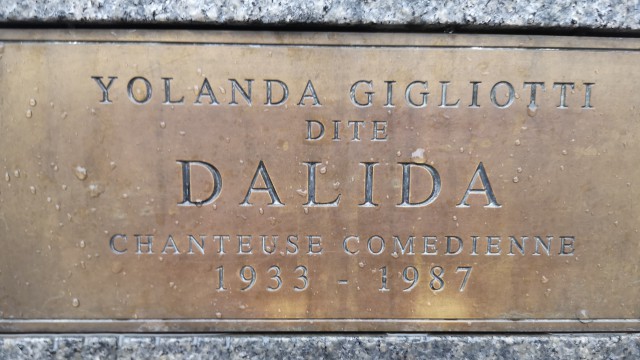 YOLANDA GIGLIOTTI
DITE
DALIDA
CHANTEUSE COMEDIENNE
1933 - 1987